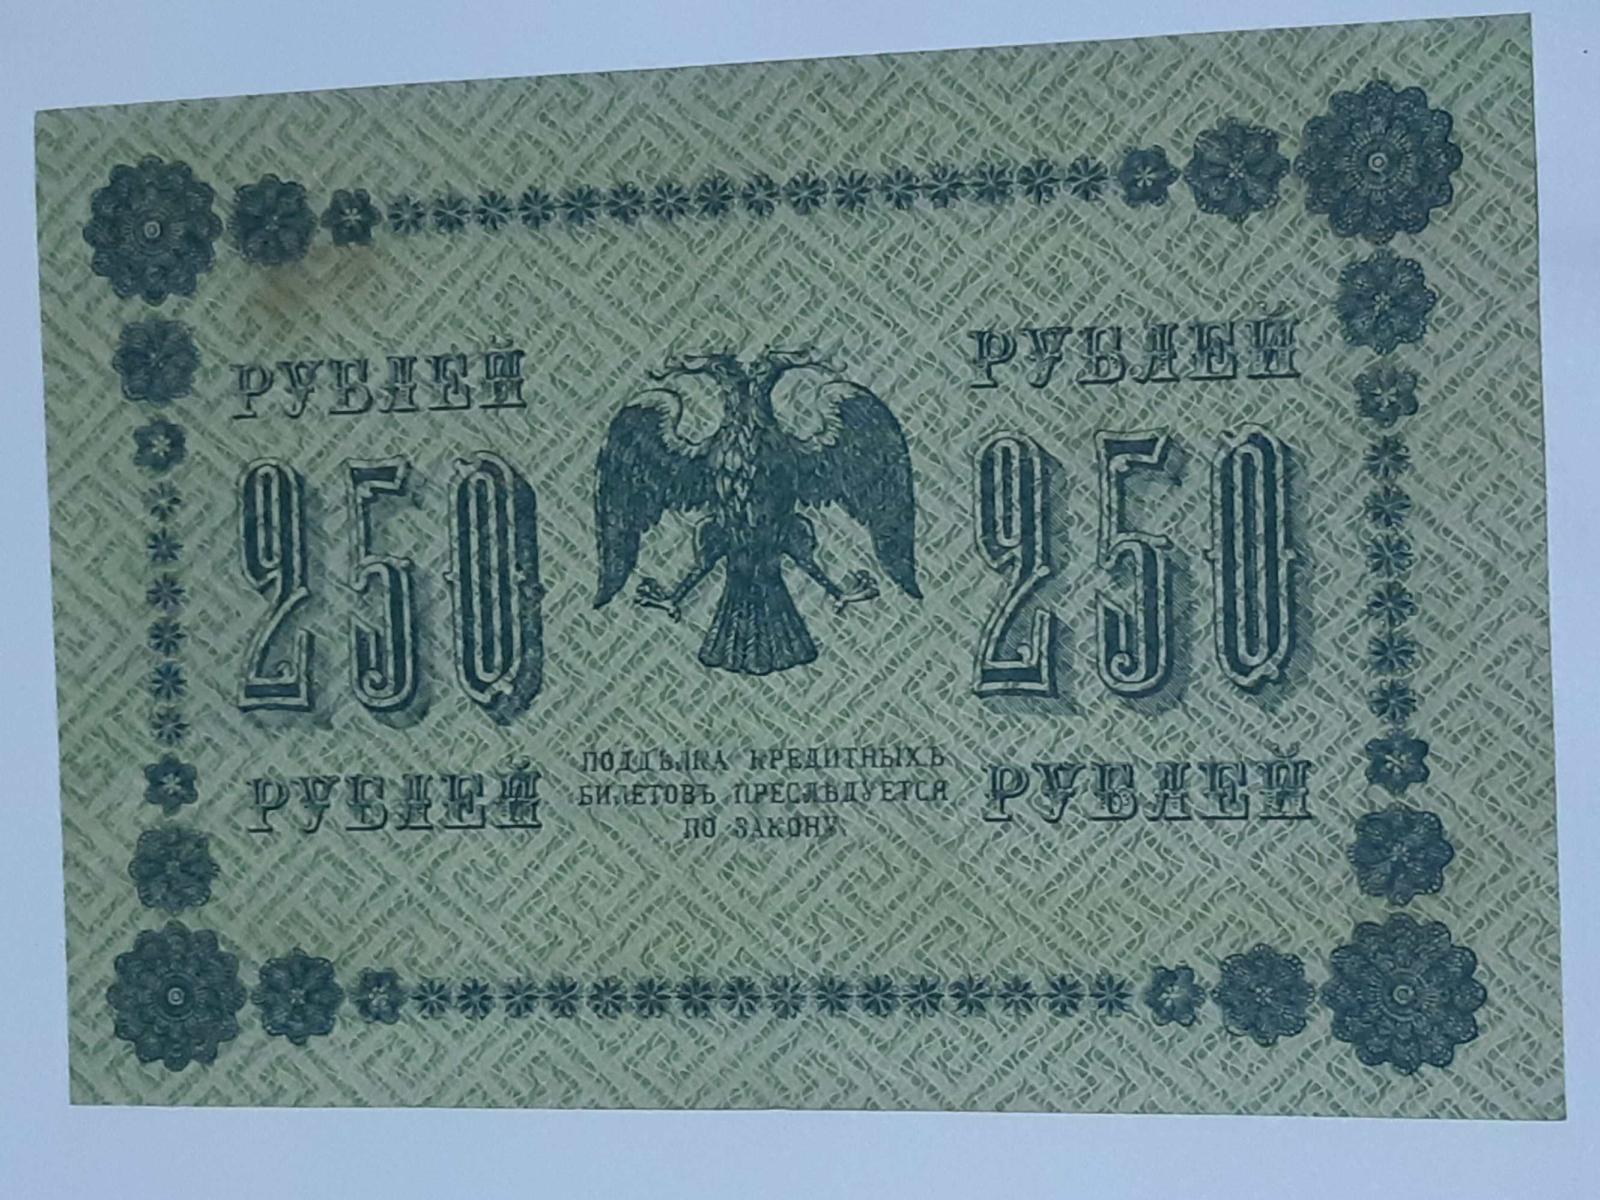 РУБЛЕЙ
250
РУБЛЕЙ
ПОДДѢЛКА КРЕДИТНЫХЪ
БИЛЕТОВЪ ПРЕСЛѢДУЕТСЯ
ПО ЗАКОНУ.
РУБЛЕЙ
250
РУБЛЕЙ